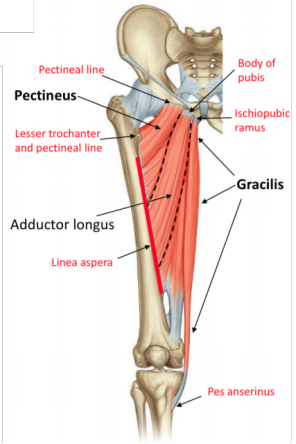 Pectineal line
Body of
pubis
Pectineus
Ischiopubic
ramus
Lesser trochanter
and pectineal line
Gracilis
Adductor longus
Linea aspera
Pes anserinus